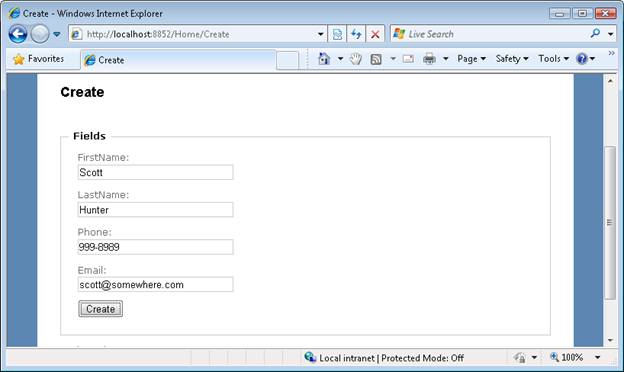 Create - Windows Internet Explorer
http://localhost:8852/Home/Create
Live Search
Favorites
Create
Page
Safety
Tools
Create
Fields
FirstName:
Scott
LastName:
Hunter
Phone:
999-8989
Email:
scott@somewhere.com
Create
Local intranet | Protected Mode: Off
100%